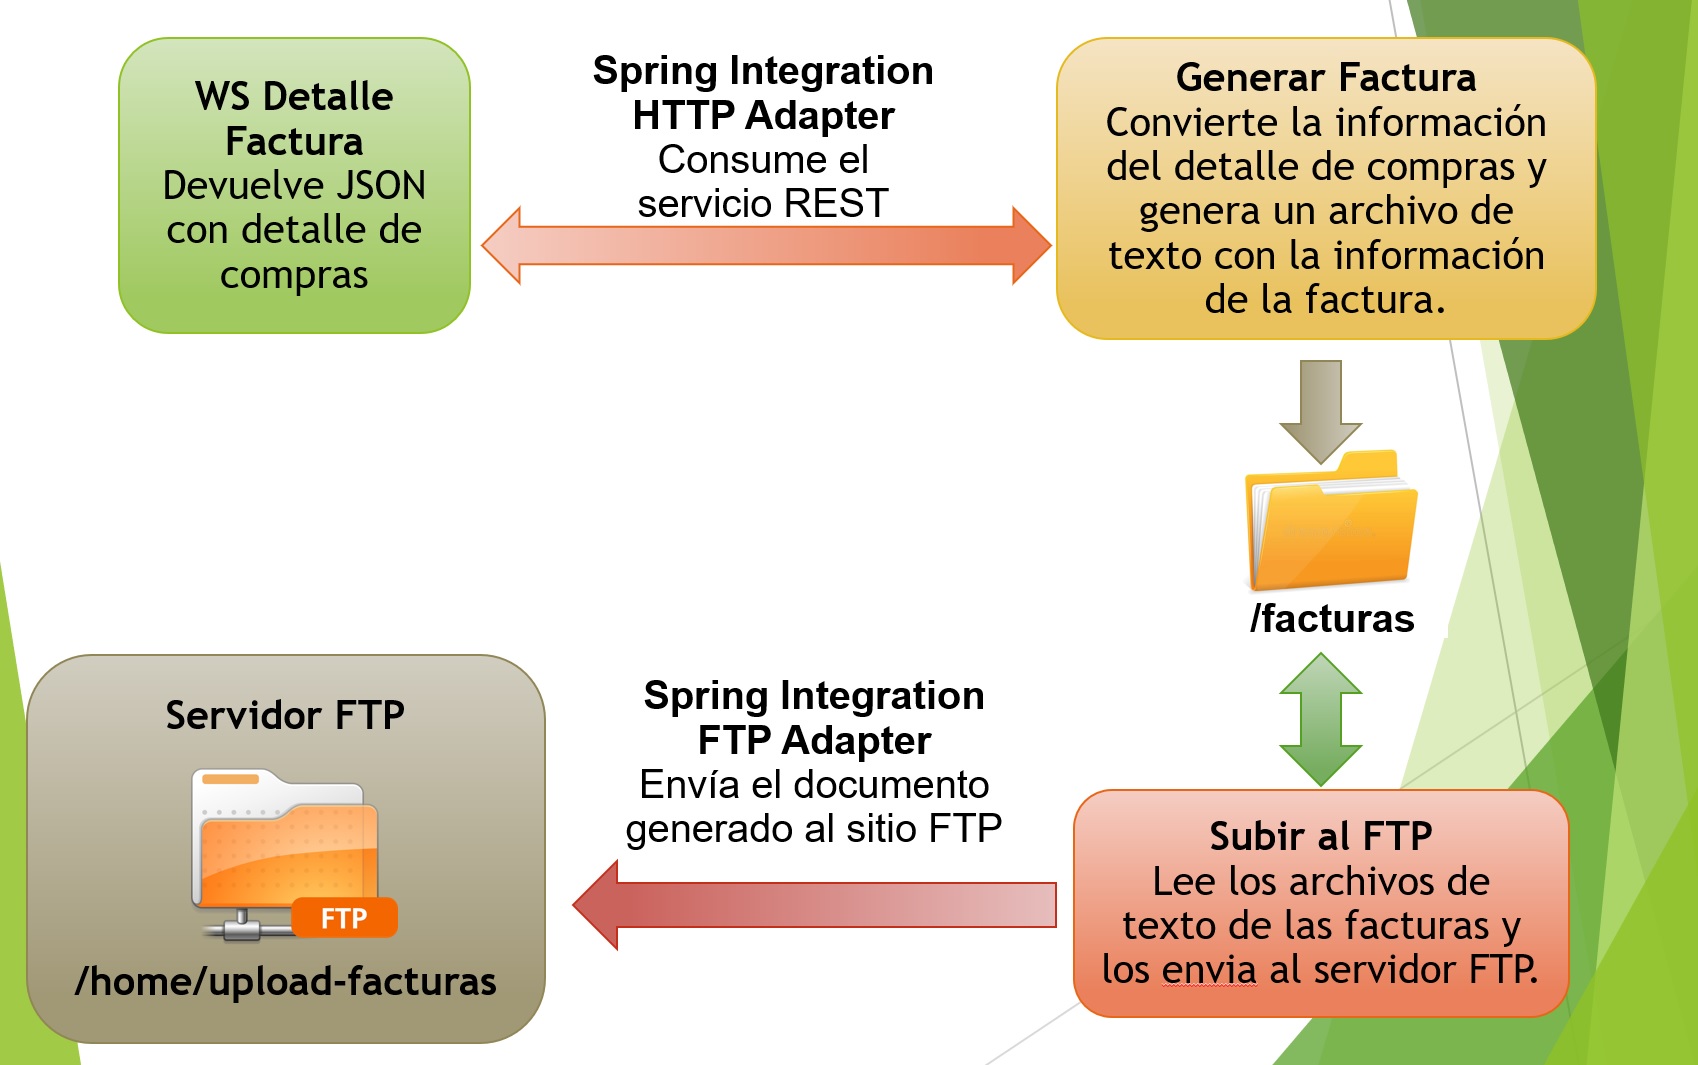 WS Detalle
Factura
Devuelve JSON
con detalle de
compras
Spring Integration
HTTP Adapter
Consume el
servicio REST
Generar Factura
Convierte la información
del detalle de compras y
genera un archivo de
texto con la información
de la factura.
/facturas
Subir al FTP
Lee los archivos de
texto de las facturas y
los envia al servidor FTP.
Spring Integration
FTP Adapter
Envía el documento
generado al sitio FTP
Servidor FTP
FTP
/home/upload-facturas